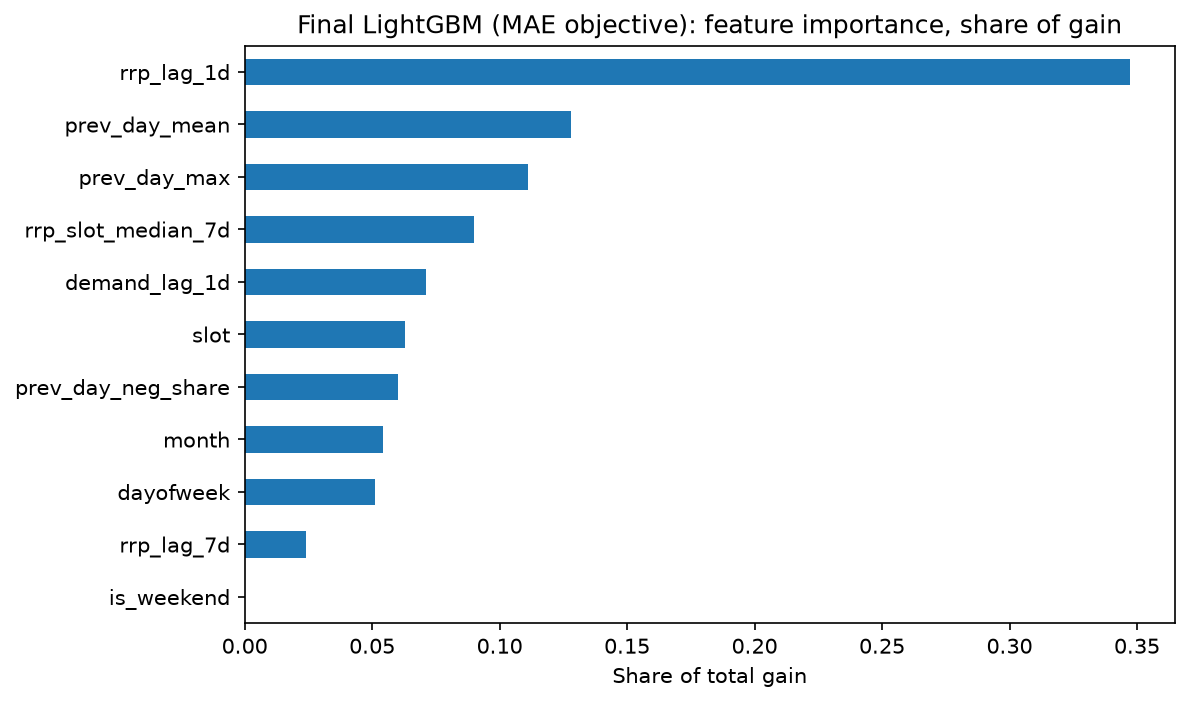 Final LightGBM (MAE objective): feature importance, share of gain
rrp_lag_1d
prev_day_mean
prev_day_max
rrp_slot_median_7d
demand_lag_1d
slot
prev_day_neg_share
month
dayofweek
rrp_lag_7d
is_weekend
0.00 0.05 0.10 0.15 0.20 0.25 0.30 0.35
Share of total gain